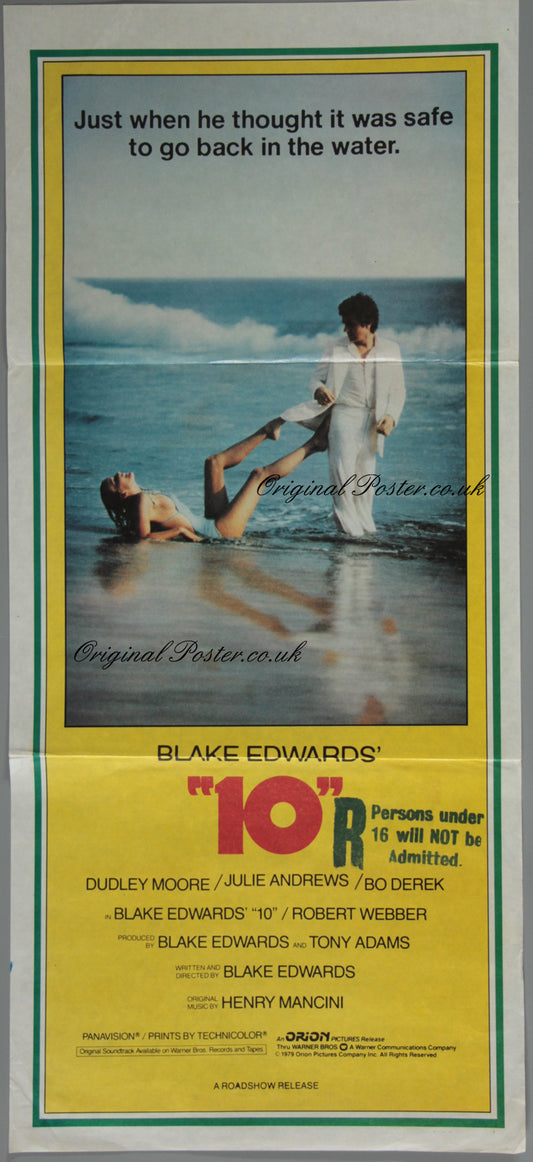 Just when he thought it was safe
to go back in the water.
Original Poster.co.uk
Original Poster.co.uk
BLAKE EDWARDS'
"10"
R Persons under
16 will NOT be
Admitted.
DUDLEY MOORE / JULIE ANDREWS / BO DEREK
IN BLAKE EDWARDS' "10" / ROBERT WEBBER
PRODUCED BY BLAKE EDWARDS AND TONY ADAMS
WRITTEN AND DIRECTED BY BLAKE EDWARDS
ORIGINAL MUSIC BY HENRY MANCINI
PANAVISION® / PRINTS BY TECHNICOLOR®
Original Soundtrack Available on Warner Bros. Records and Tapes
An ORION PICTURES Release
Thru WARNER BROS A Warner Communications Company
© 1979 Orion Pictures Company Inc. All Rights Reserved
A ROADSHOW RELEASE